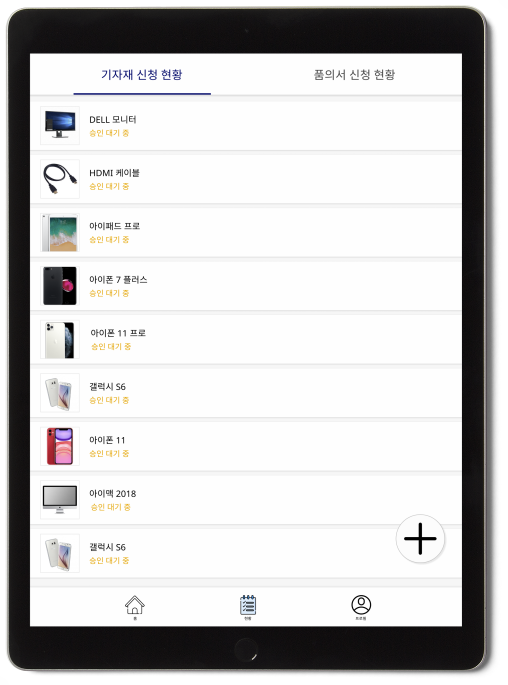 기자재 신청 현황
품의서 신청 현황
DELL 모니터
승인 대기 중
HDMI 케이블
승인 대기 중
아이패드 프로
승인 대기 중
아이폰 7 플러스
승인 대기 중
아이폰 11 프로
승인 대기 중
갤럭시 S6
승인 대기 중
아이폰 11
승인 대기 중
아이맥 2018
승인 대기 중
갤럭시 S6
승인 대기 중
홈
현황
프로필